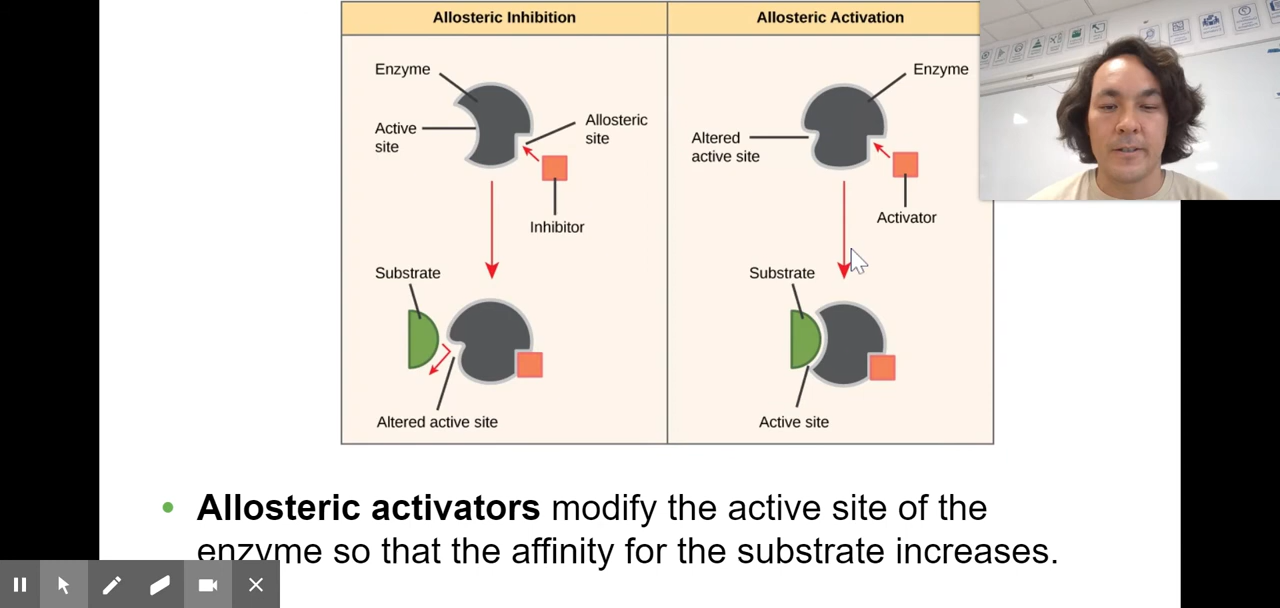 Allosteric Inhibition
Allosteric Activation
Enzyme
Active
site
Allosteric
site
Inhibitor
Substrate
Altered active site
Enzyme
Altered
active site
Activator
Substrate
Active site
• Allosteric activators modify the active site of the
enzyme so that the affinity for the substrate increases.